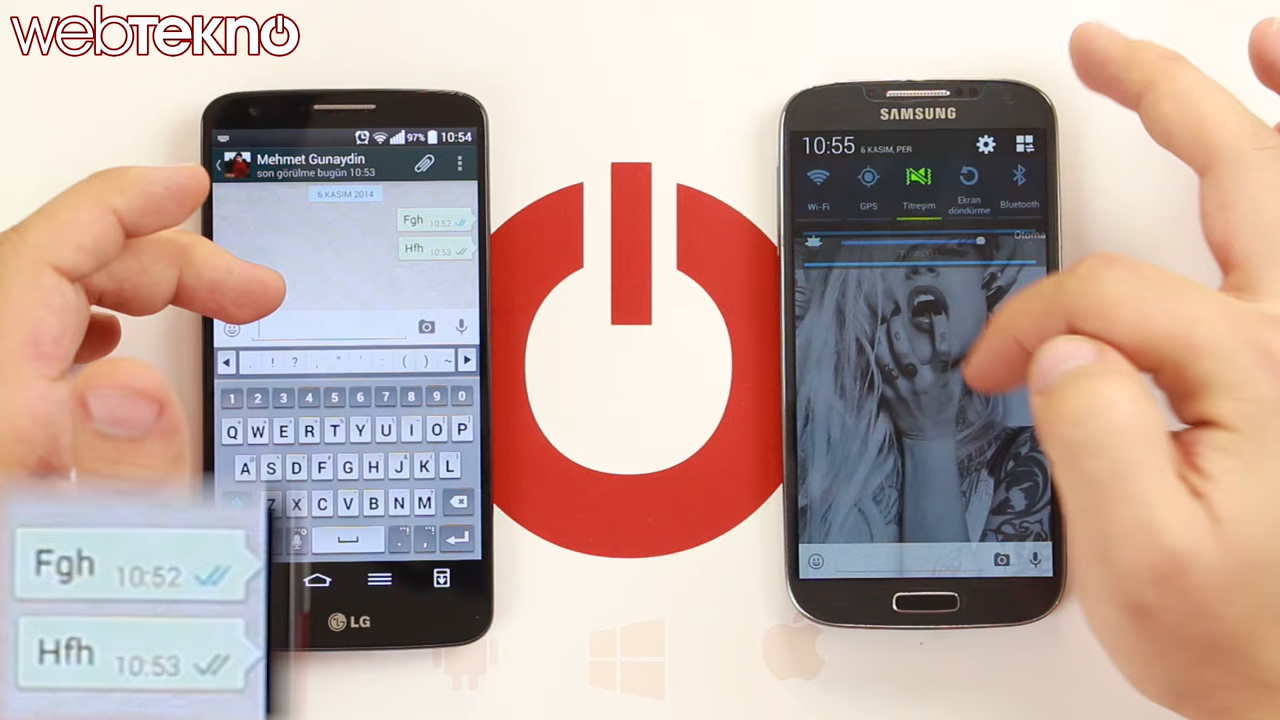 webTEKNO
10:54
97%
Mehmet Gunaydin
son görülme bugün 10:53
6 KASIM 2014
Fgh 10:52
Hfh 10:53
. ! ? , " ' : ( ) ~
1 2 3 4 5 6 7 8 9 0
Q W E R T Y U I O P
A S D F G H J K L
Z X C V B N M
LG
SAMSUNG
10:55 6 KASIM, PER
Wi-Fi
GPS
Titreşim
Ekran
döndürme
Bluetooth
Otoma
Fgh 10:52
Hfh 10:53